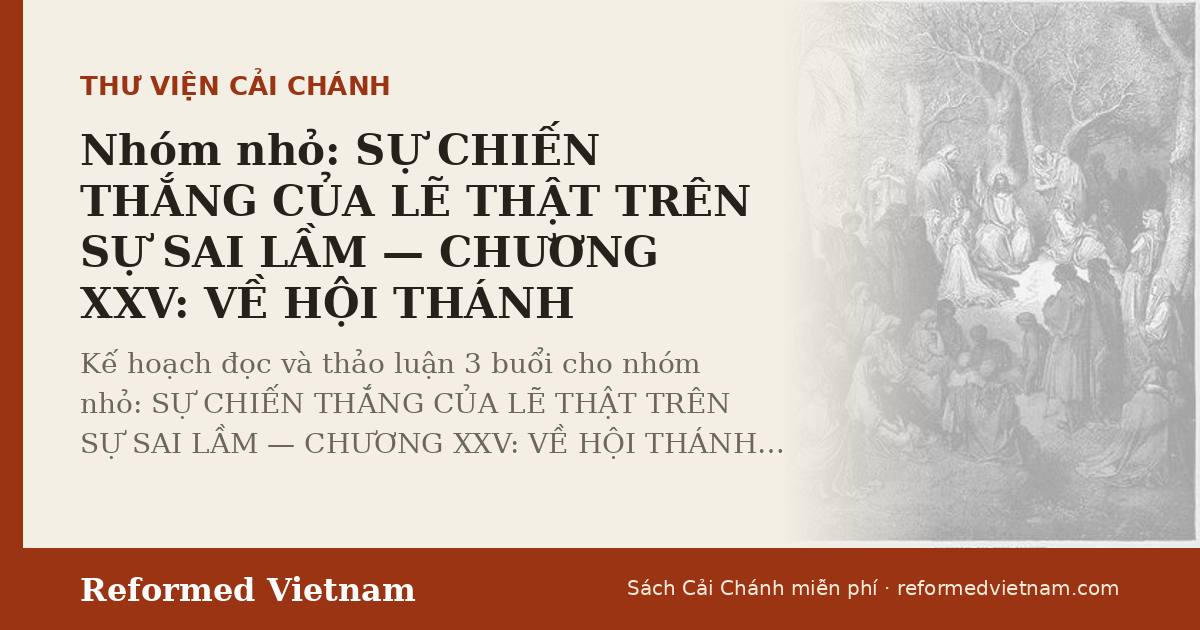 THƯ VIỆN CẢI CHÁNH
Nhóm nhỏ: SỰ CHIẾN
THẮNG CỦA LẼ THẬT TRÊN
SỰ SAI LẦM — CHƯƠNG
XXV: VỀ HỘI THÁNH
Kế hoạch đọc và thảo luận 3 buổi cho nhóm
nhỏ: SỰ CHIẾN THẮNG CỦA LẼ THẬT TRÊN
SỰ SAI LẦM — CHƯƠNG XXV: VỀ HỘI THÁNH…
Reformed Vietnam
Sách Cải Chánh miễn phí · reformedvietnam.com